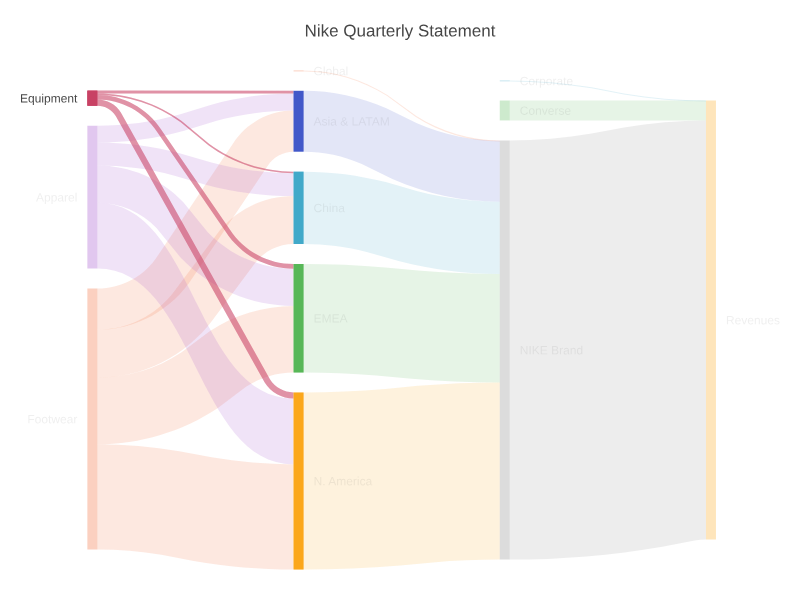 Nike Quarterly Statement
Global
Corporate
Equipment
Converse
Asia & LATAM
Apparel
China
EMEA
Revenues
NIKE Brand
Footwear
N. America